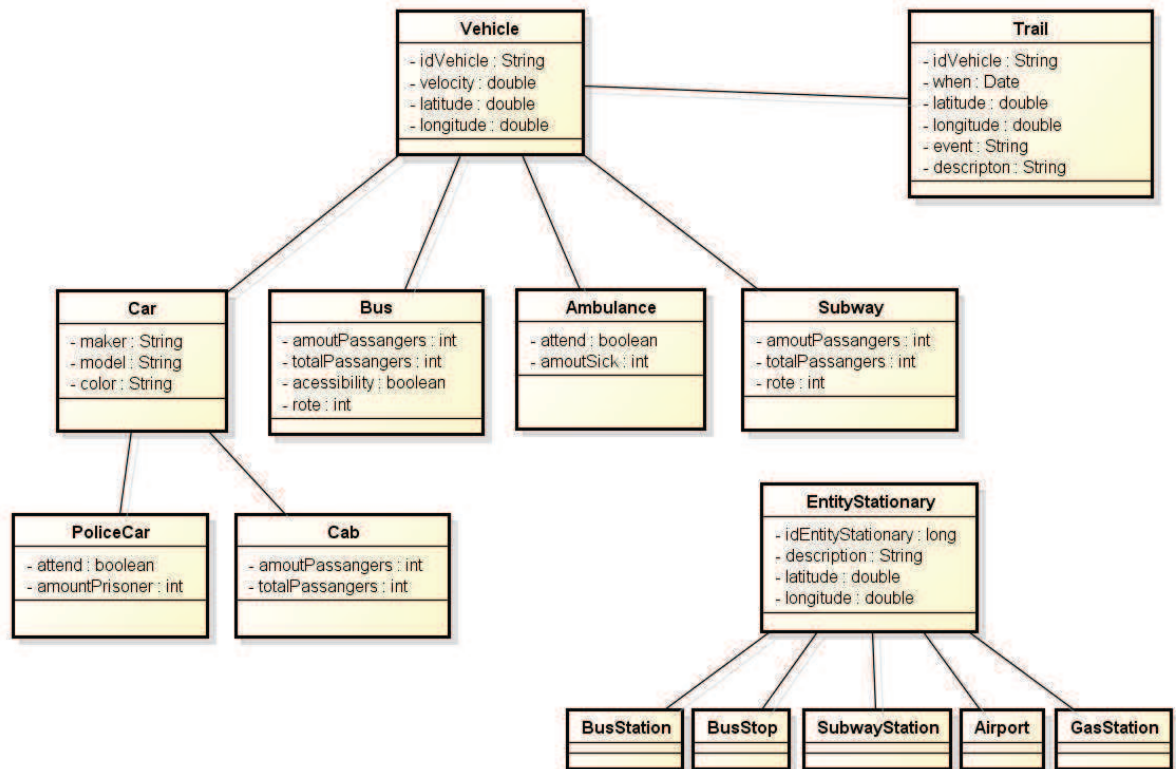 Vehicle
- idVehicle : String
- velocity : double
- latitude : double
- longitude : double
Trail
- idVehicle : String
- when : Date
- latitude : double
- longitude : double
- event : String
- descripton : String
Car
- maker : String
- model : String
- color : String
Bus
- amoutPassangers : int
- totalPassangers : int
- acessibility : boolean
- rote : int
Ambulance
- attend : boolean
- amoutSick : int
Subway
- amoutPassangers : int
- totalPassangers : int
- rote : int
PoliceCar
- attend : boolean
- amountPrisoner : int
Cab
- amoutPassangers : int
- totalPassangers : int
EntityStationary
- idEntityStationary : long
- description : String
- latitude : double
- longitude : double
BusStation
BusStop
SubwayStation
Airport
GasStation